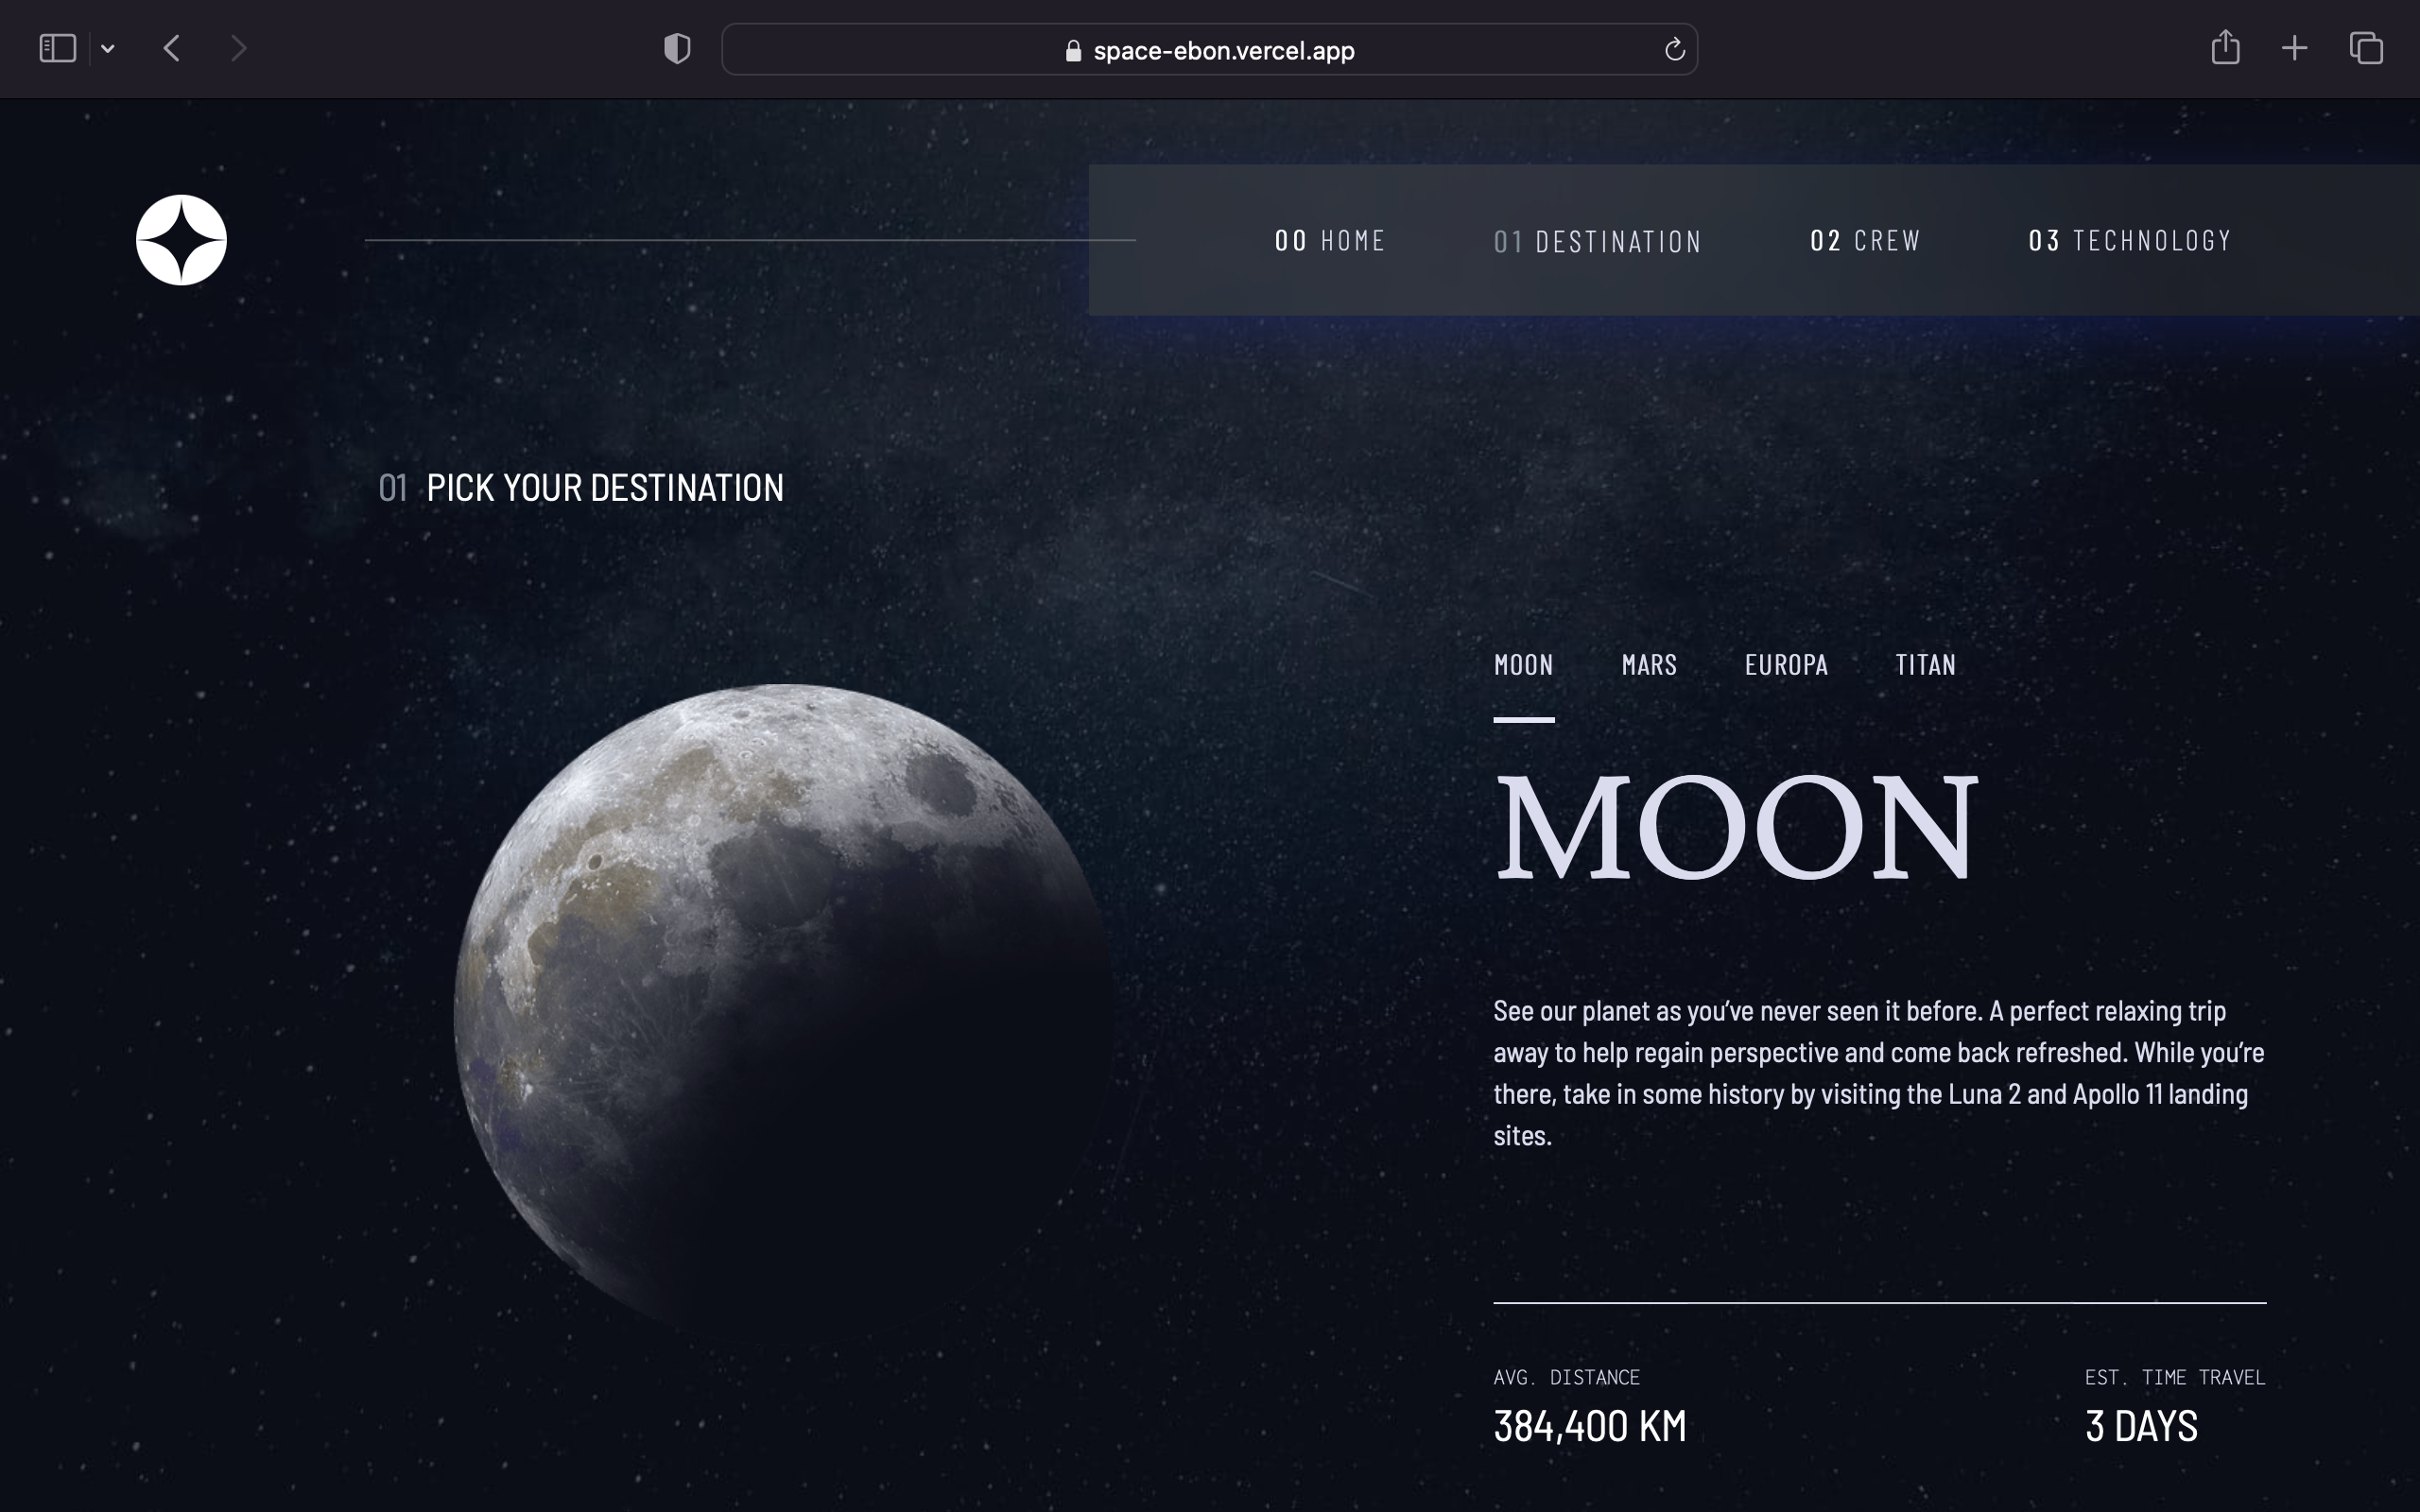 space-ebon.vercel.app
00 HOME 01 DESTINATION 02 CREW 03 TECHNOLOGY
01 PICK YOUR DESTINATION
MOON MARS EUROPA TITAN
MOON
See our planet as you’ve never seen it before. A perfect relaxing trip
away to help regain perspective and come back refreshed. While you’re
there, take in some history by visiting the Luna 2 and Apollo 11 landing
sites.
AVG. DISTANCE
384,400 KM
EST. TIME TRAVEL
3 DAYS